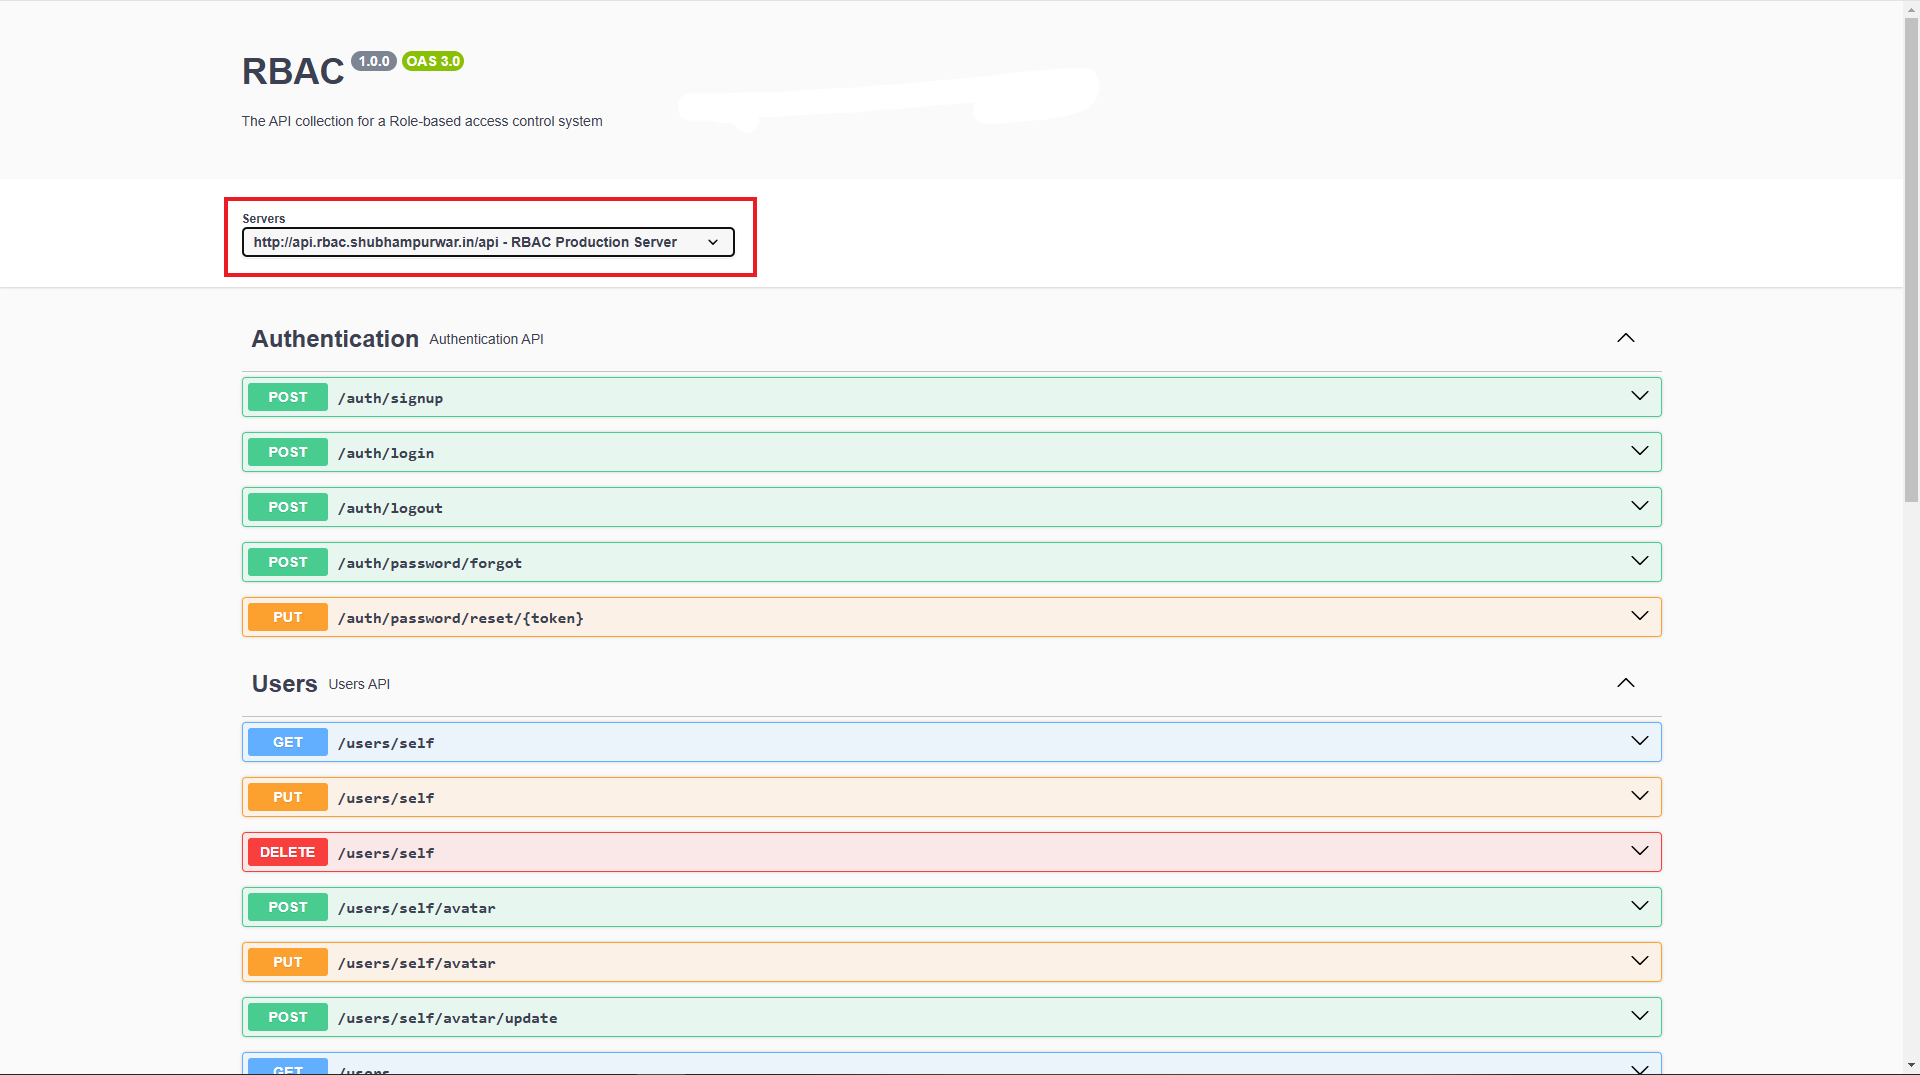 RBAC 1.0.0 OAS 3.0
The API collection for a Role-based access control system
Servers
http://api.rbac.shubhampurwar.in/api - RBAC Production Server
Authentication Authentication API
POST /auth/signup
POST /auth/login
POST /auth/logout
POST /auth/password/forgot
PUT /auth/password/reset/{token}
Users Users API
GET /users/self
PUT /users/self
DELETE /users/self
POST /users/self/avatar
PUT /users/self/avatar
POST /users/self/avatar/update
GET /users